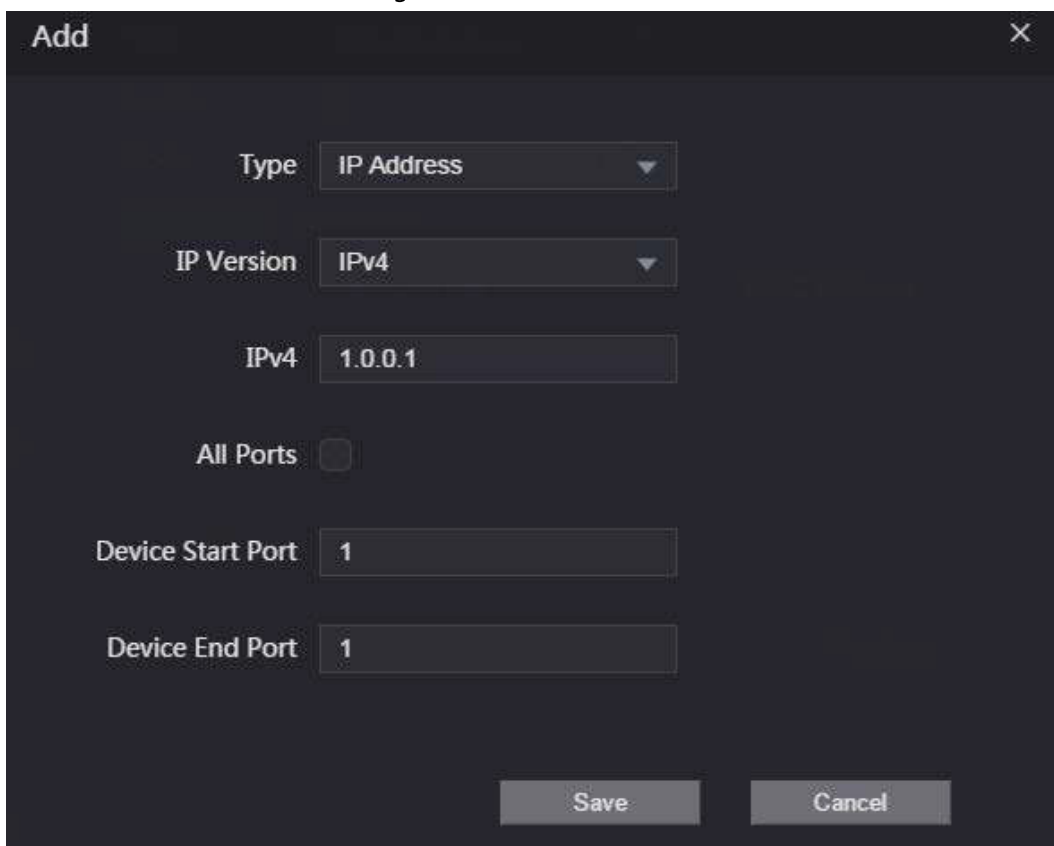 Add
Type IP Address
IP Version IPv4
IPv4 1.0.0.1
All Ports
Device Start Port 1
Device End Port 1
Save Cancel